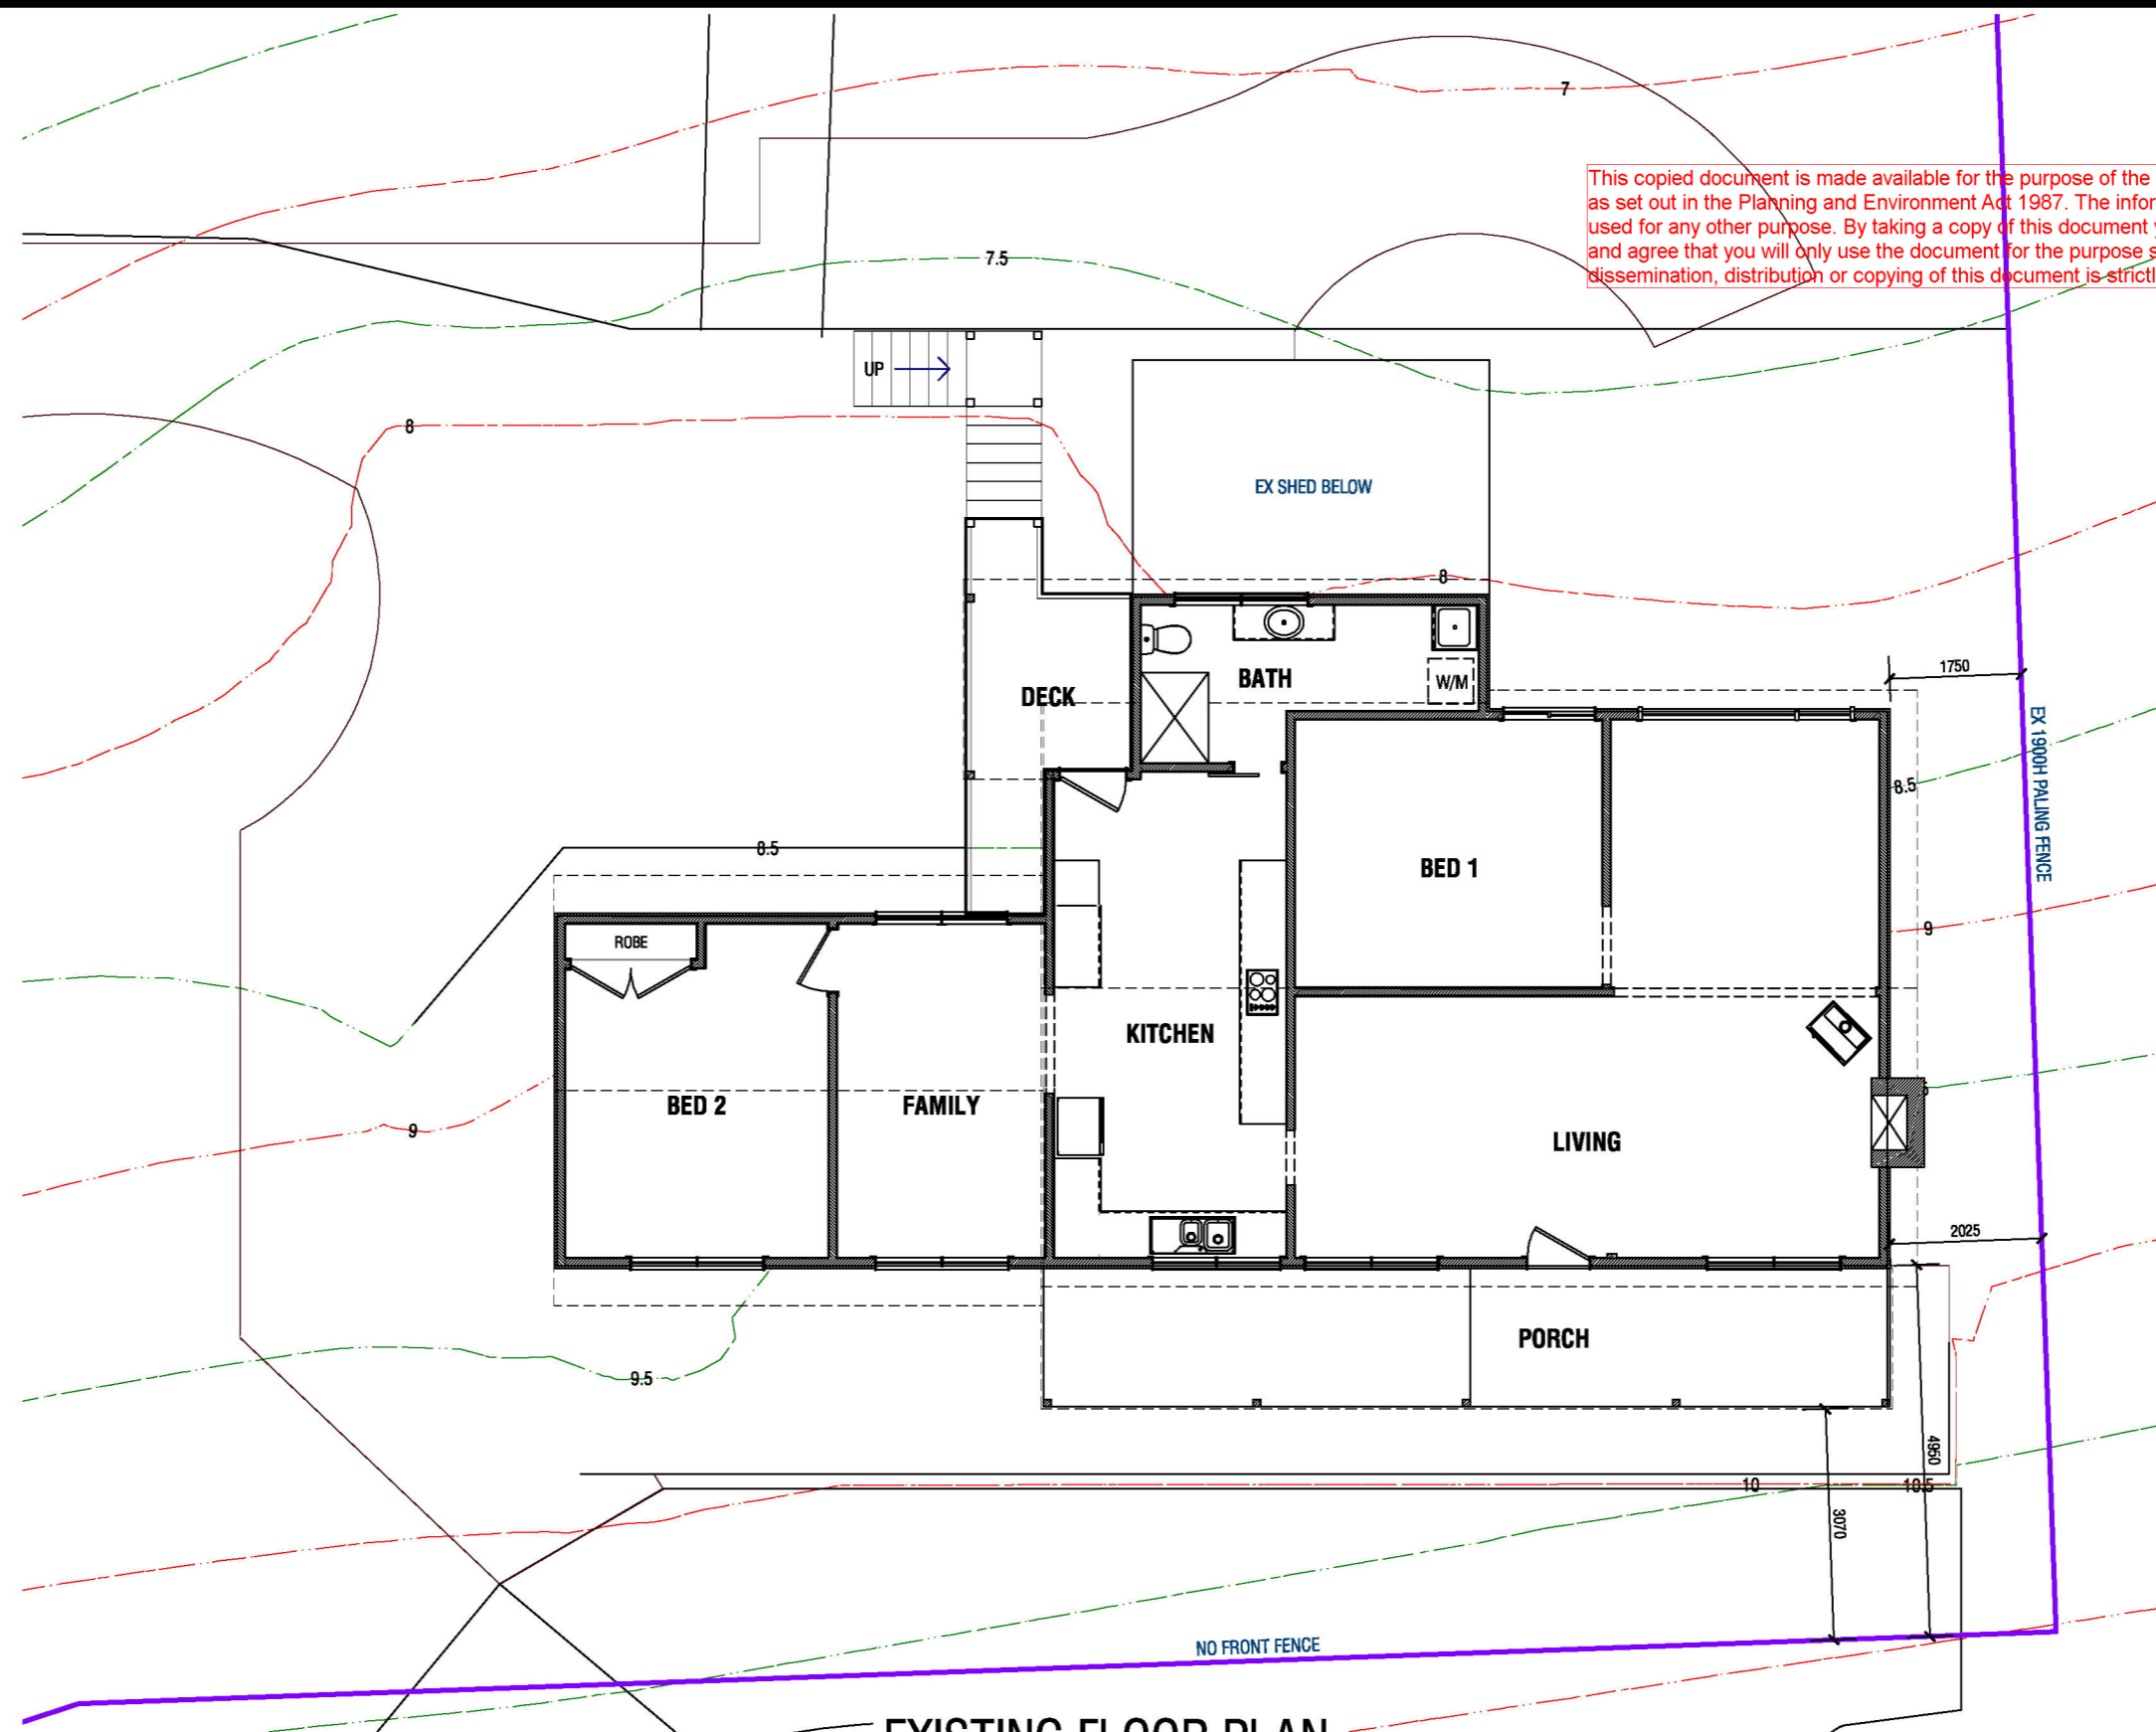 7
This copied document is made available for the purpose of the
as set out in the Planning and Environment Act 1987. The infor
used for any other purpose. By taking a copy of this document
and agree that you will only use the document for the purpose
dissemination, distribution or copying of this document is strictl
7.5
UP
8
EX SHED BELOW
8
BATH
W/M
DECK
1750
EX 1900H PALING FENCE
8.5
8.5
BED 1
9
ROBE
KITCHEN
BED 2
FAMILY
9
LIVING
2025
PORCH
9.5
4950
10
10.5
3070
NO FRONT FENCE
EXISTING FLOOR PLAN